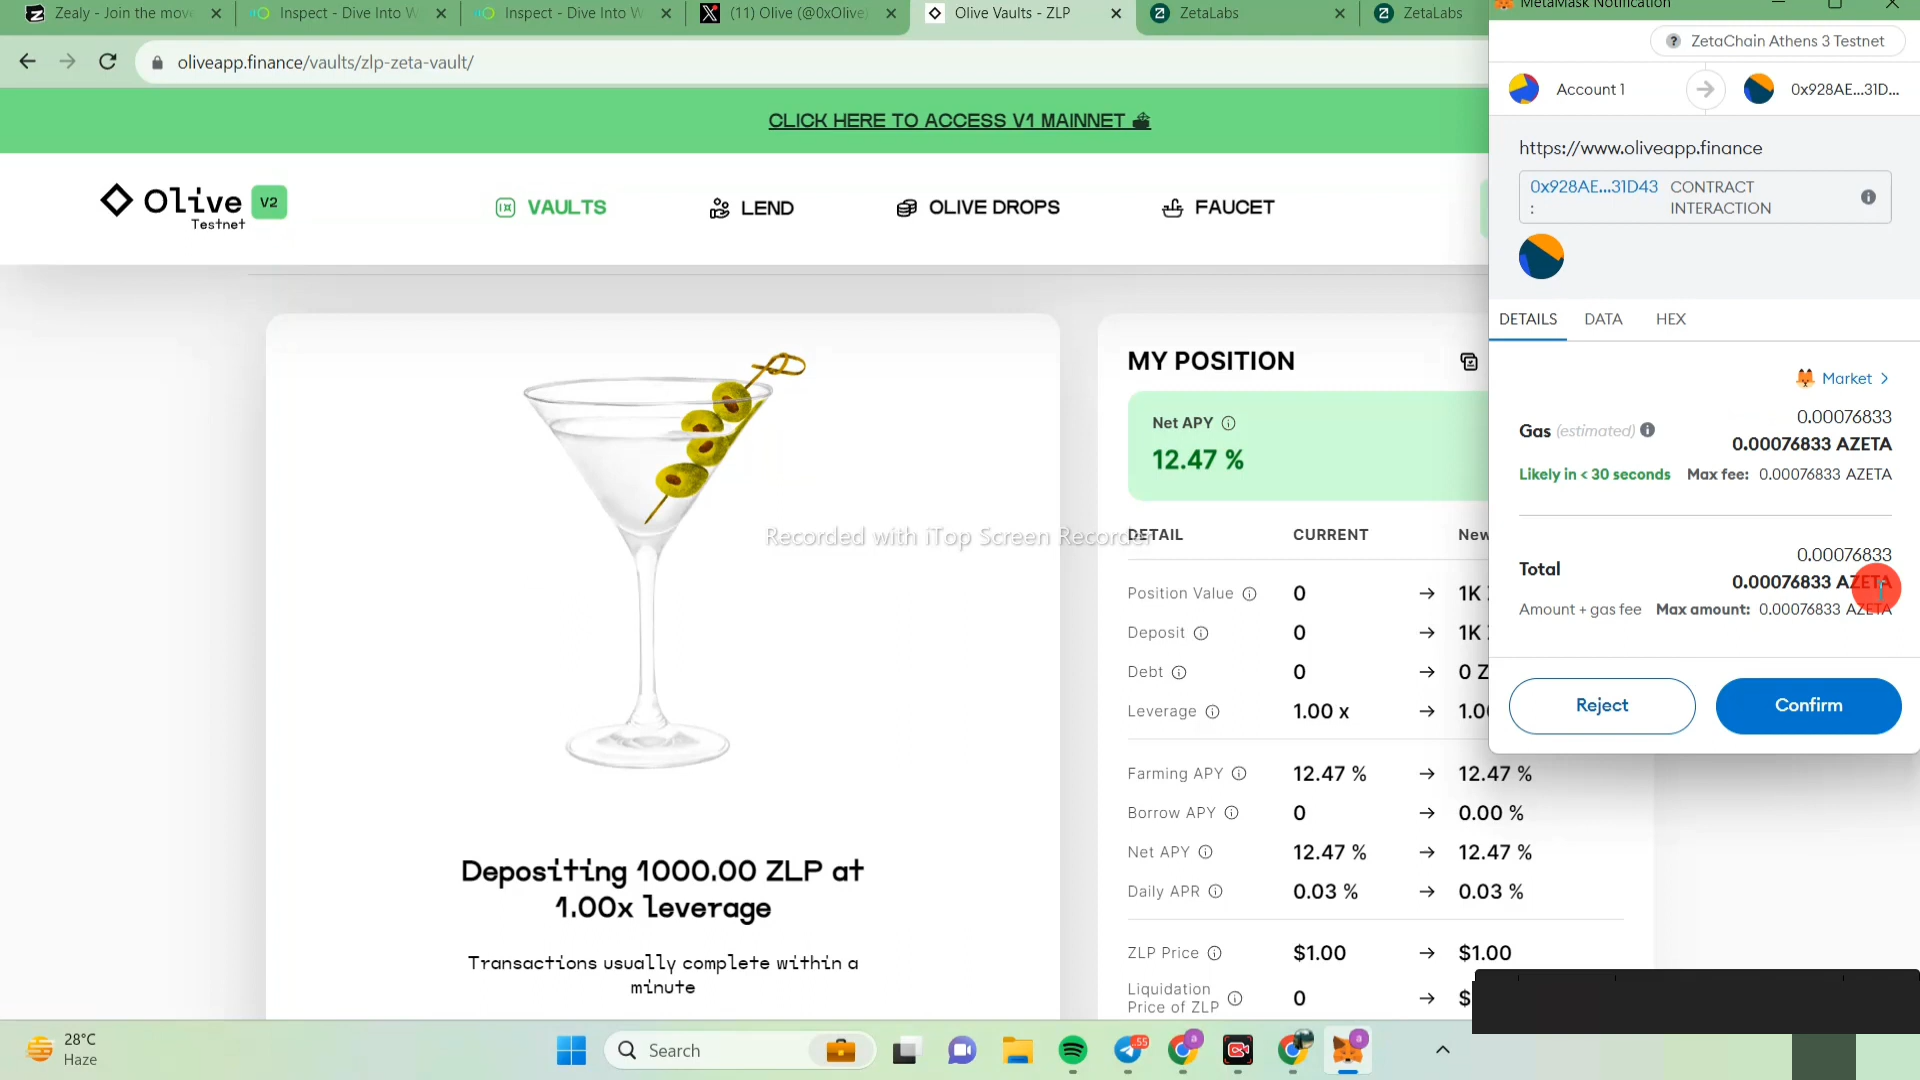 Zealy - Join the mov
Inspect - Dive Into W
Inspect - Dive Into W
(11) Olive (@0xOlive)
Olive Vaults - ZLP
ZetaLabs
ZetaLabs
oliveapp.finance/vaults/zlp-zeta-vault/
CLICK HERE TO ACCESS V1 MAINNET
Olive V2
Testnet
VAULTS
LEND
OLIVE DROPS
FAUCET
Depositing 1000.00 ZLP at
1.00x leverage
Transactions usually complete within a
minute
MY POSITION
Net APY
12.47 %
Recorded with iTop Screen Recorder
DETAIL CURRENT New
Position Value 0 → 1K
Deposit 0 → 1K
Debt 0 → 0 Z
Leverage 1.00 x → 1.0
Farming APY 12.47 % → 12.47 %
Borrow APY 0 → 0.00 %
Net APY 12.47 % → 12.47 %
Daily APR 0.03 % → 0.03 %
ZLP Price $1.00 → $1.00
Liquidation
Price of ZLP 0 → $
MetaMask Notification
ZetaChain Athens 3 Testnet
Account 1
0x928AE...31D...
https://www.oliveapp.finance
0x928AE...31D43 CONTRACT
: INTERACTION
DETAILS DATA HEX
Market >
0.00076833
Gas (estimated) 0.00076833 AZETA
Likely in < 30 seconds Max fee: 0.00076833 AZETA
0.00076833
Total 0.00076833 AZETA
Amount + gas fee Max amount: 0.00076833 AZETA
Reject
Confirm
28°C
Haze
Search
55
a
a